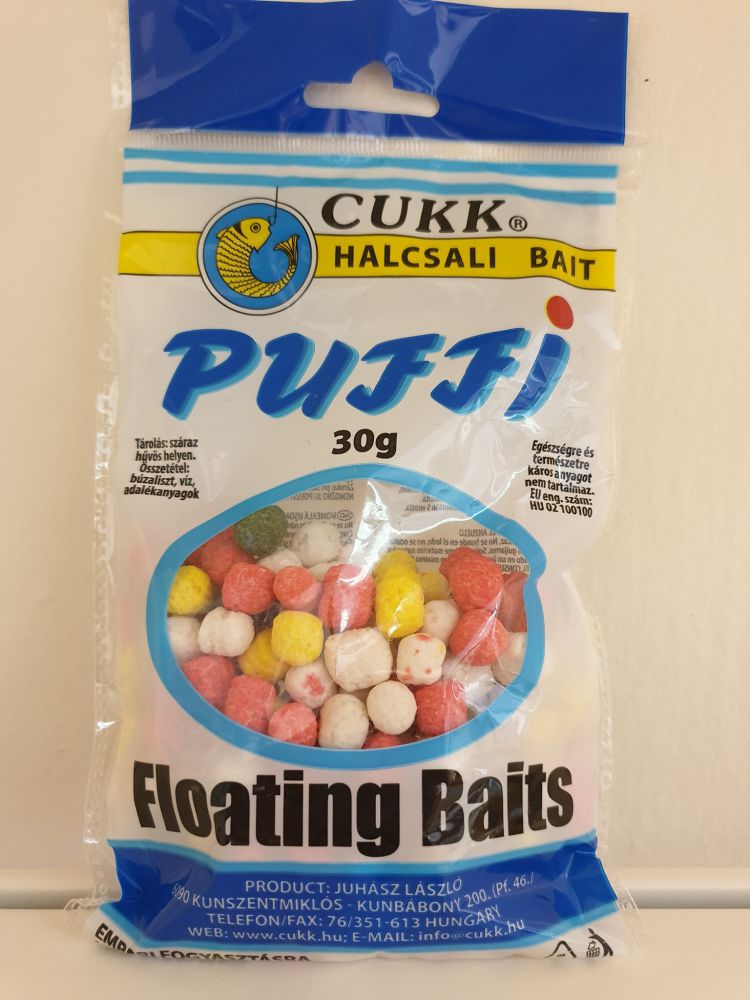 CUKK®
HALCSALI BAIT
PUFFI
30g
Tárolás: száraz
hűvös helyen.
Összetétel:
búzaliszt, víz,
adalékanyagok
Egészségre és
természetre
káros anyagot
nem tartalmaz.
EU eng. szám:
HU 02 100100
Floating Baits
PRODUCT: JUHÁSZ LÁSZLÓ
6090 KUNSZENTMIKLÓS - KUNBÁBONY 200. (Pf. 46./
TELEFON/FAX: 76/351-613 HUNGARY
WEB: www.cukk.hu; E-MAIL: info@cukk.hu
FOGYASZTÁSRA